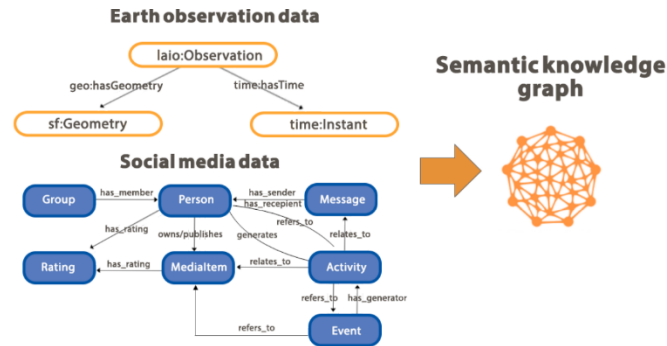 Earth observation data
laio:Observation
geo:hasGeometry
time:hasTime
sf:Geometry
time:Instant
Semantic knowledge
graph
Social media data
Group
has_member
Person
has_sender
Message
has_recepient
refers_to
has_rating
owns/publishes
generates
relates_to
Rating
has_rating
MediaItem
relates_to
Activity
refers_to
has_generator
refers_to
Event